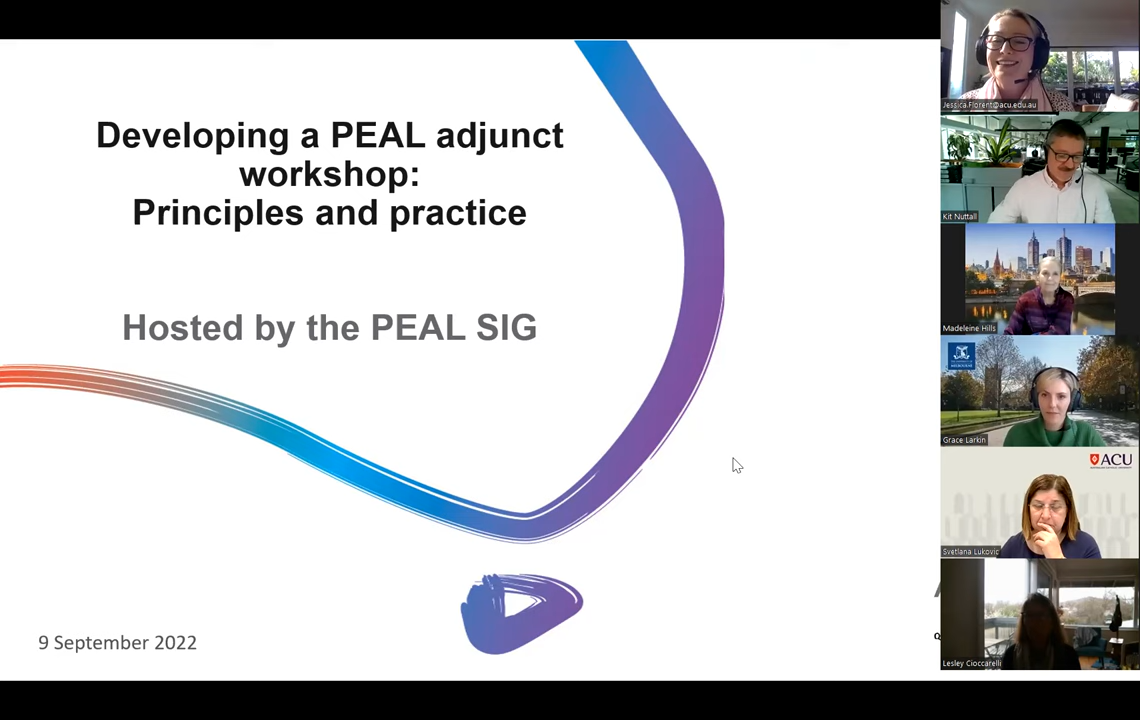 Developing a PEAL adjunct
workshop:
Principles and practice
Hosted by the PEAL SIG
9 September 2022
Jessica.Florent@acu.edu.au
Kit Nuttall
Madeleine Hills
Grace Larkin
ACU
Svetlana Lukovic
Lesley Cioccarelli